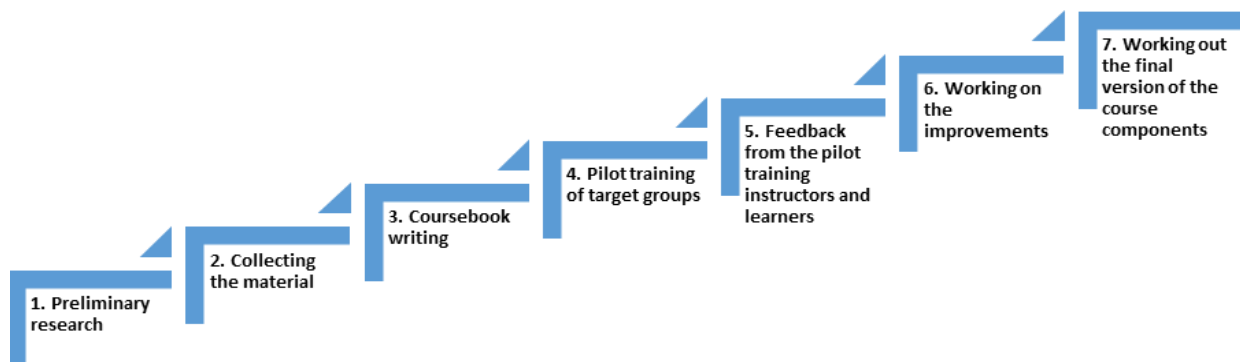 1. Preliminary
research
2. Collecting
the material
3. Coursebook
writing
4. Pilot training
of target groups
5. Feedback
from the pilot
training
instructors and
learners
6. Working on
the
improvements
7. Working out
the final
version of the
course
components